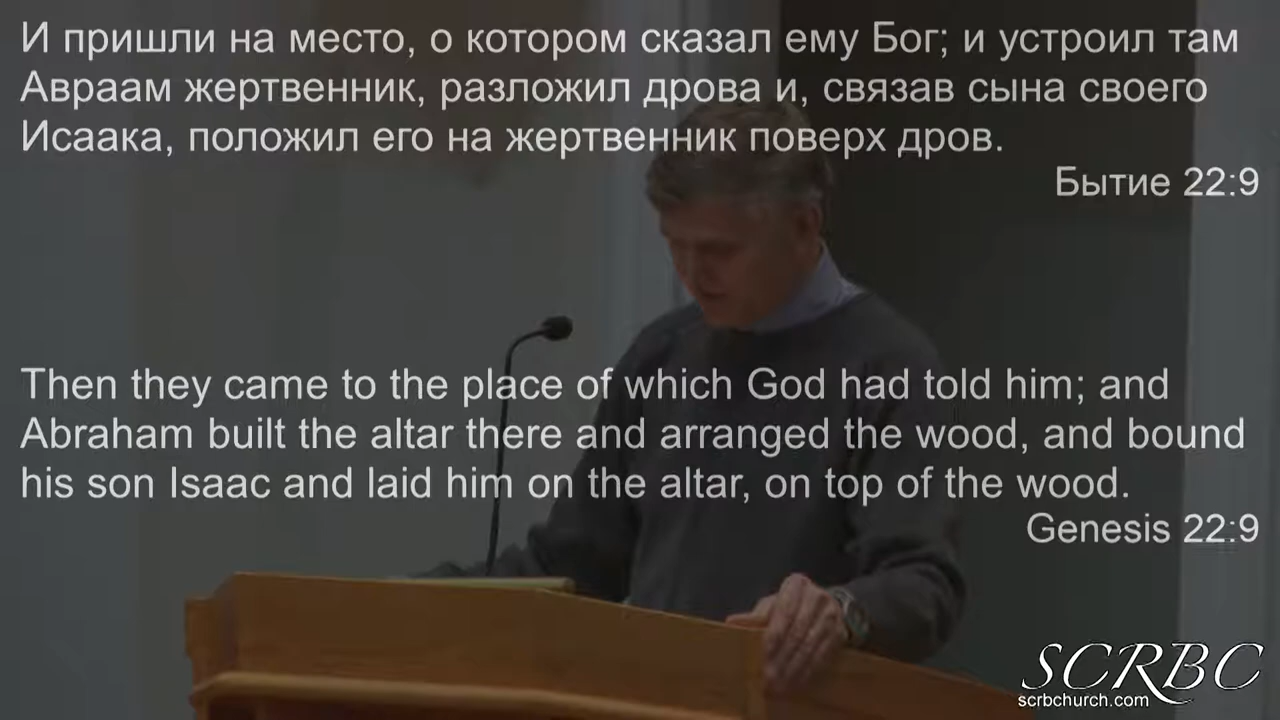 И пришли на место, о котором сказал ему Бог; и устроил там
Авраам жертвенник, разложил дрова и, связав сына своего
Исаака, положил его на жертвенник поверх дров.
Бытие 22:9
Then they came to the place of which God had told him; and
Abraham built the altar there and arranged the wood, and bound
his son Isaac and laid him on the altar, on top of the wood.
Genesis 22:9
SCRBC
scrbchurch.com